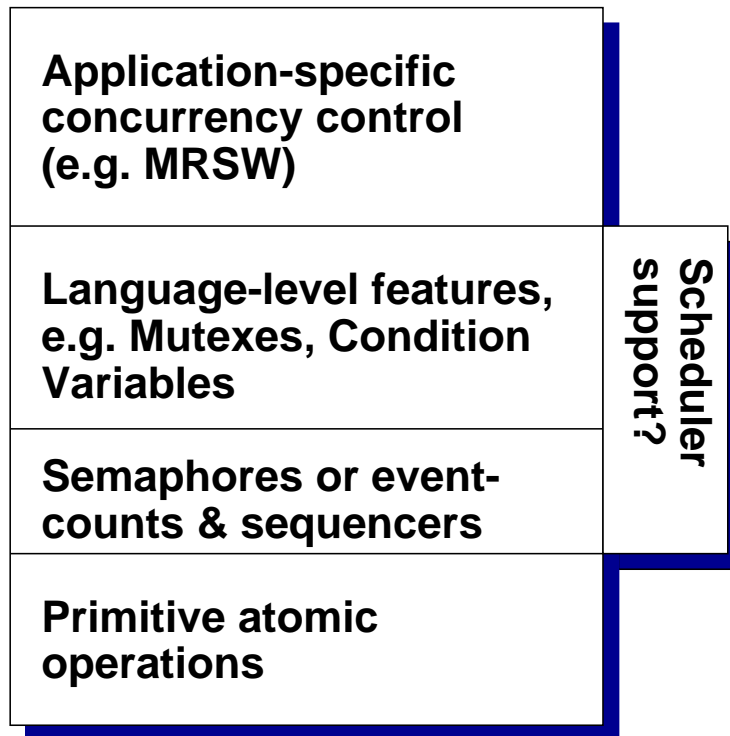 Application-specific
concurrency control
(e.g. MRSW)
Language-level features,
e.g. Mutexes, Condition
Variables
Scheduler
support?
Semaphores or event-
counts & sequencers
Primitive atomic
operations